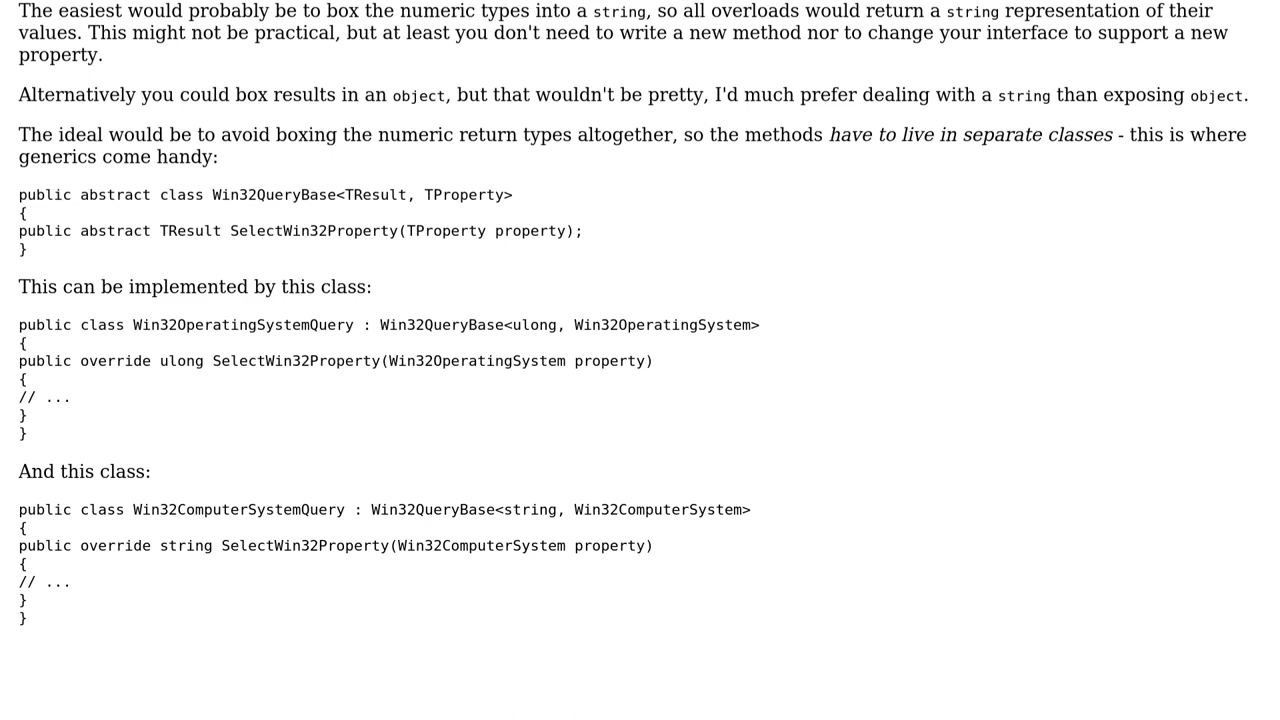 The easiest would probably be to box the numeric types into a string, so all overloads would return a string representation of their
values. This might not be practical, but at least you don't need to write a new method nor to change your interface to support a new
property.
Alternatively you could box results in an object, but that wouldn't be pretty, I'd much prefer dealing with a string than exposing object.
The ideal would be to avoid boxing the numeric return types altogether, so the methods have to live in separate classes - this is where
generics come handy:
public abstract class Win32QueryBase<TResult, TProperty>
{
public abstract TResult SelectWin32Property(TProperty property);
}
This can be implemented by this class:
public class Win32OperatingSystemQuery : Win32QueryBase<ulong, Win32OperatingSystem>
{
public override ulong SelectWin32Property(Win32OperatingSystem property)
{
// ...
}
}
And this class:
public class Win32ComputerSystemQuery : Win32QueryBase<string, Win32ComputerSystem>
{
public override string SelectWin32Property(Win32ComputerSystem property)
{
// ...
}
}